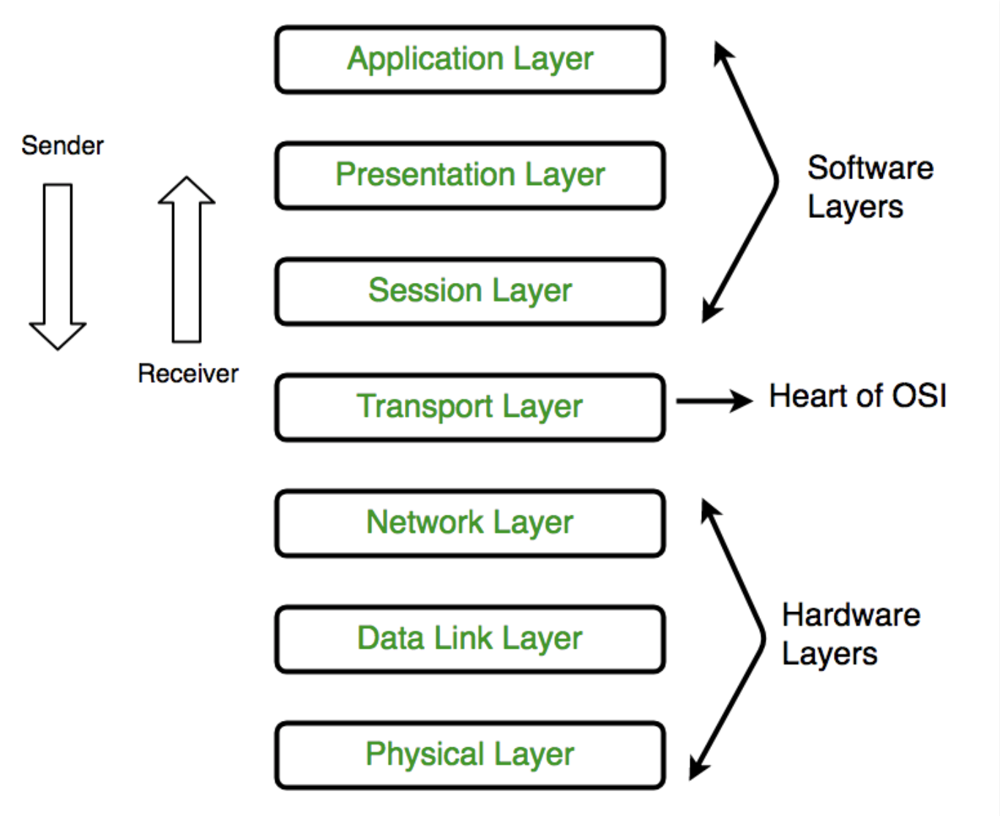 Application Layer
Sender
Presentation Layer
Software
Layers
Session Layer
Receiver
Transport Layer
Heart of OSI
Network Layer
Data Link Layer
Hardware
Layers
Physical Layer